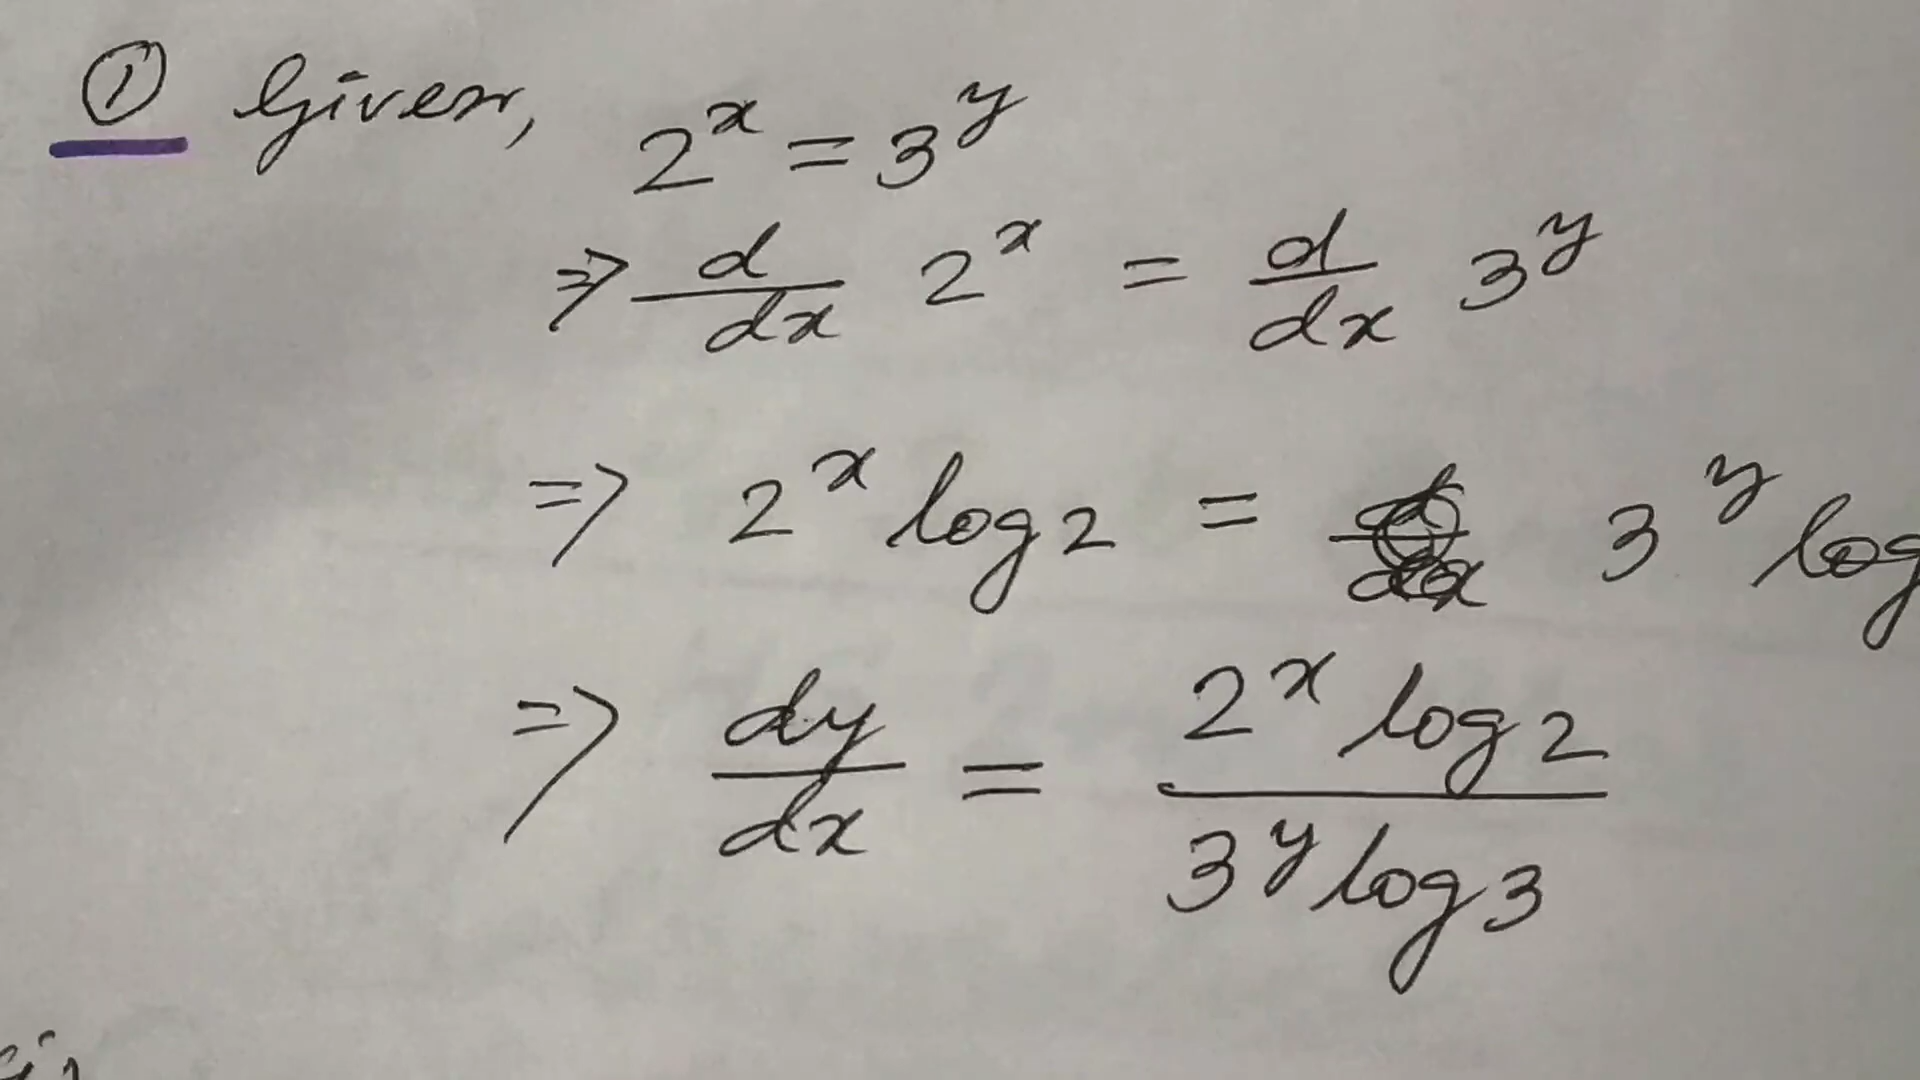 ① Given, 2^x = 3^y
⇒ d/dx 2^x = d/dx 3^y
⇒ 2^x log 2 = 3^y log
⇒ dy/dx = 2^x log 2 / 3^y log 3